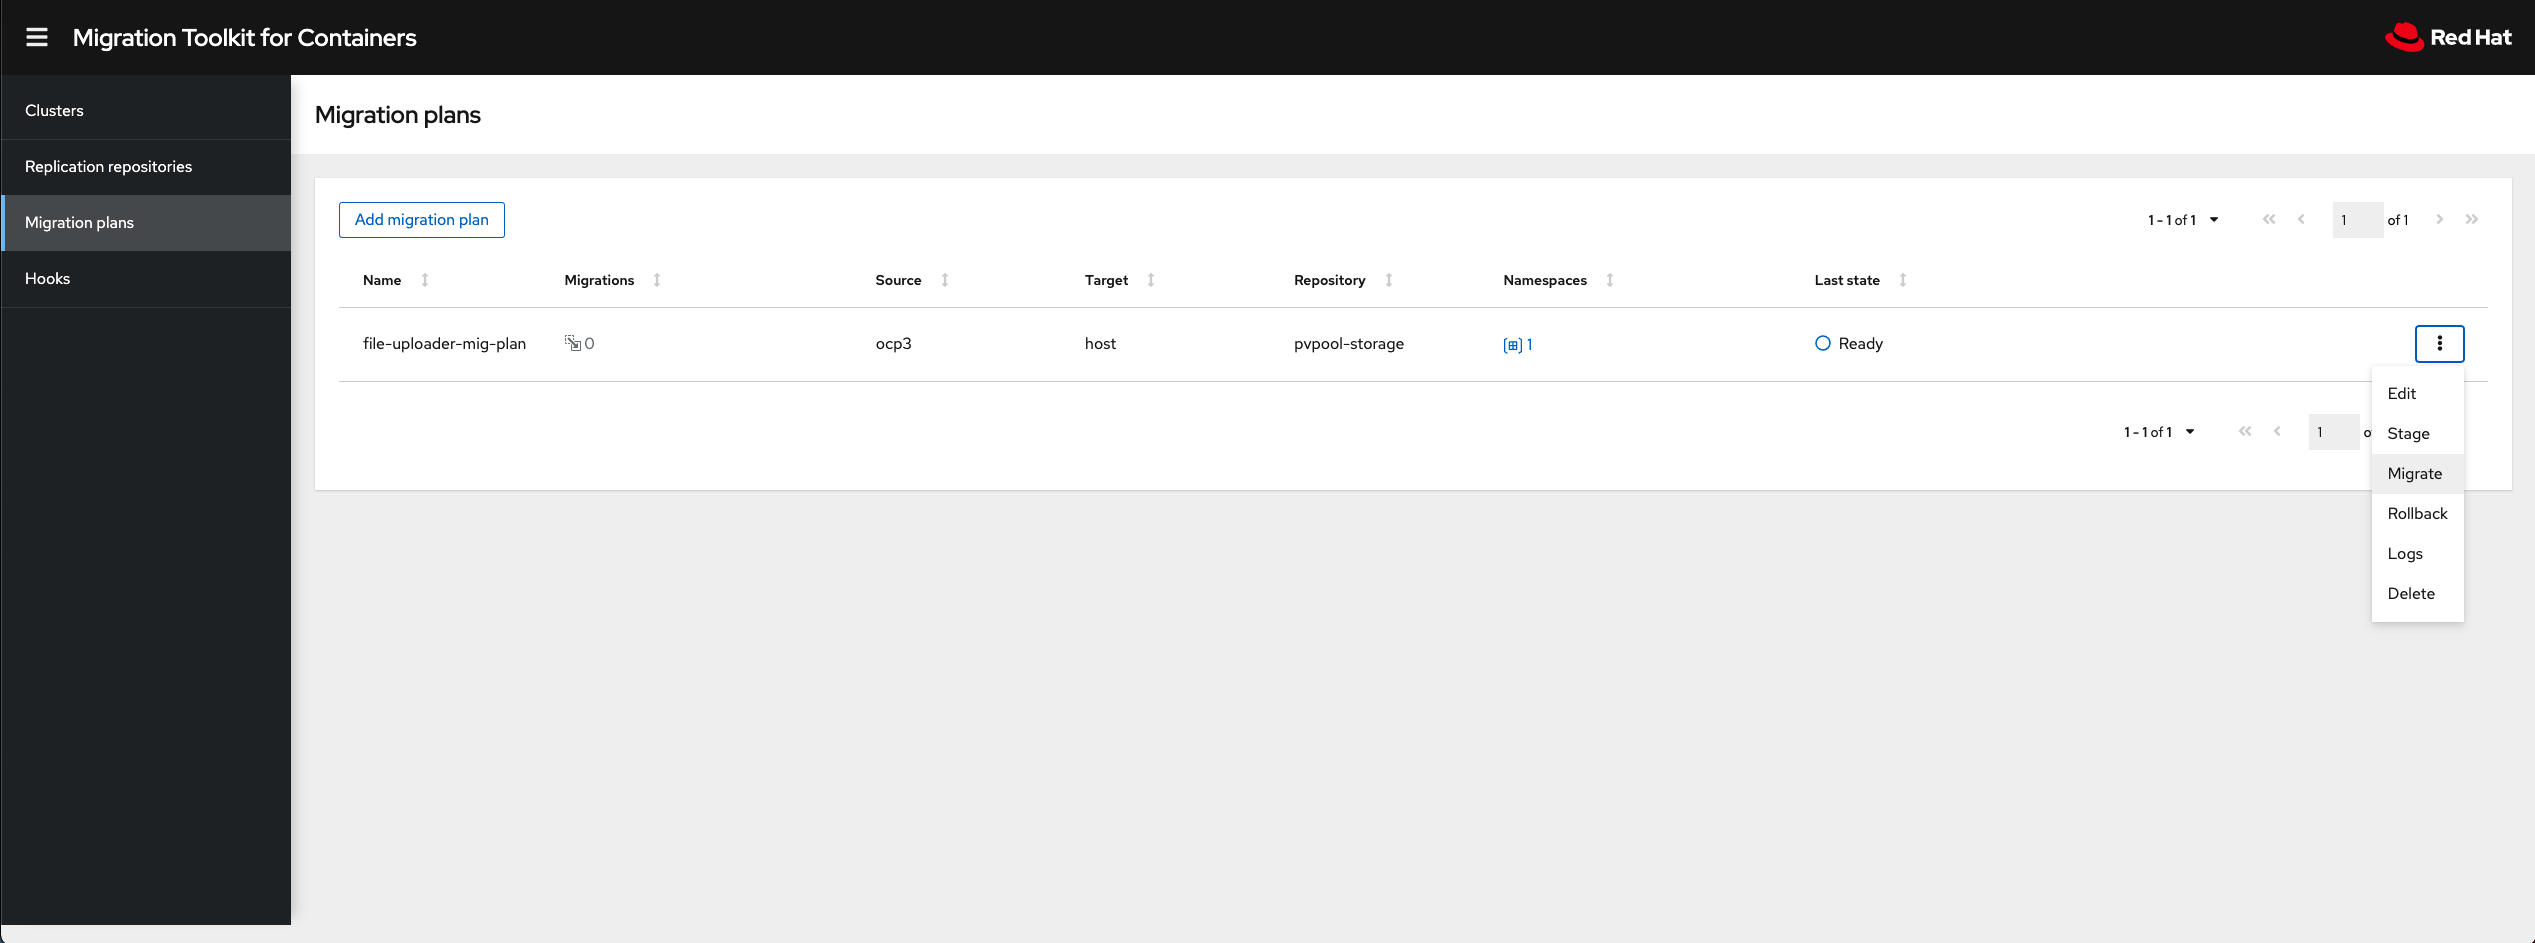 Migration Toolkit for Containers
Red Hat
Clusters
Replication repositories
Migration plans
Hooks
Migration plans
Add migration plan
1 - 1 of 1
1 of 1
Name Migrations Source Target Repository Namespaces Last state
file-uploader-mig-plan 0 ocp3 host pvpool-storage 1 Ready
1 - 1 of 1
1
Edit
Stage
Migrate
Rollback
Logs
Delete